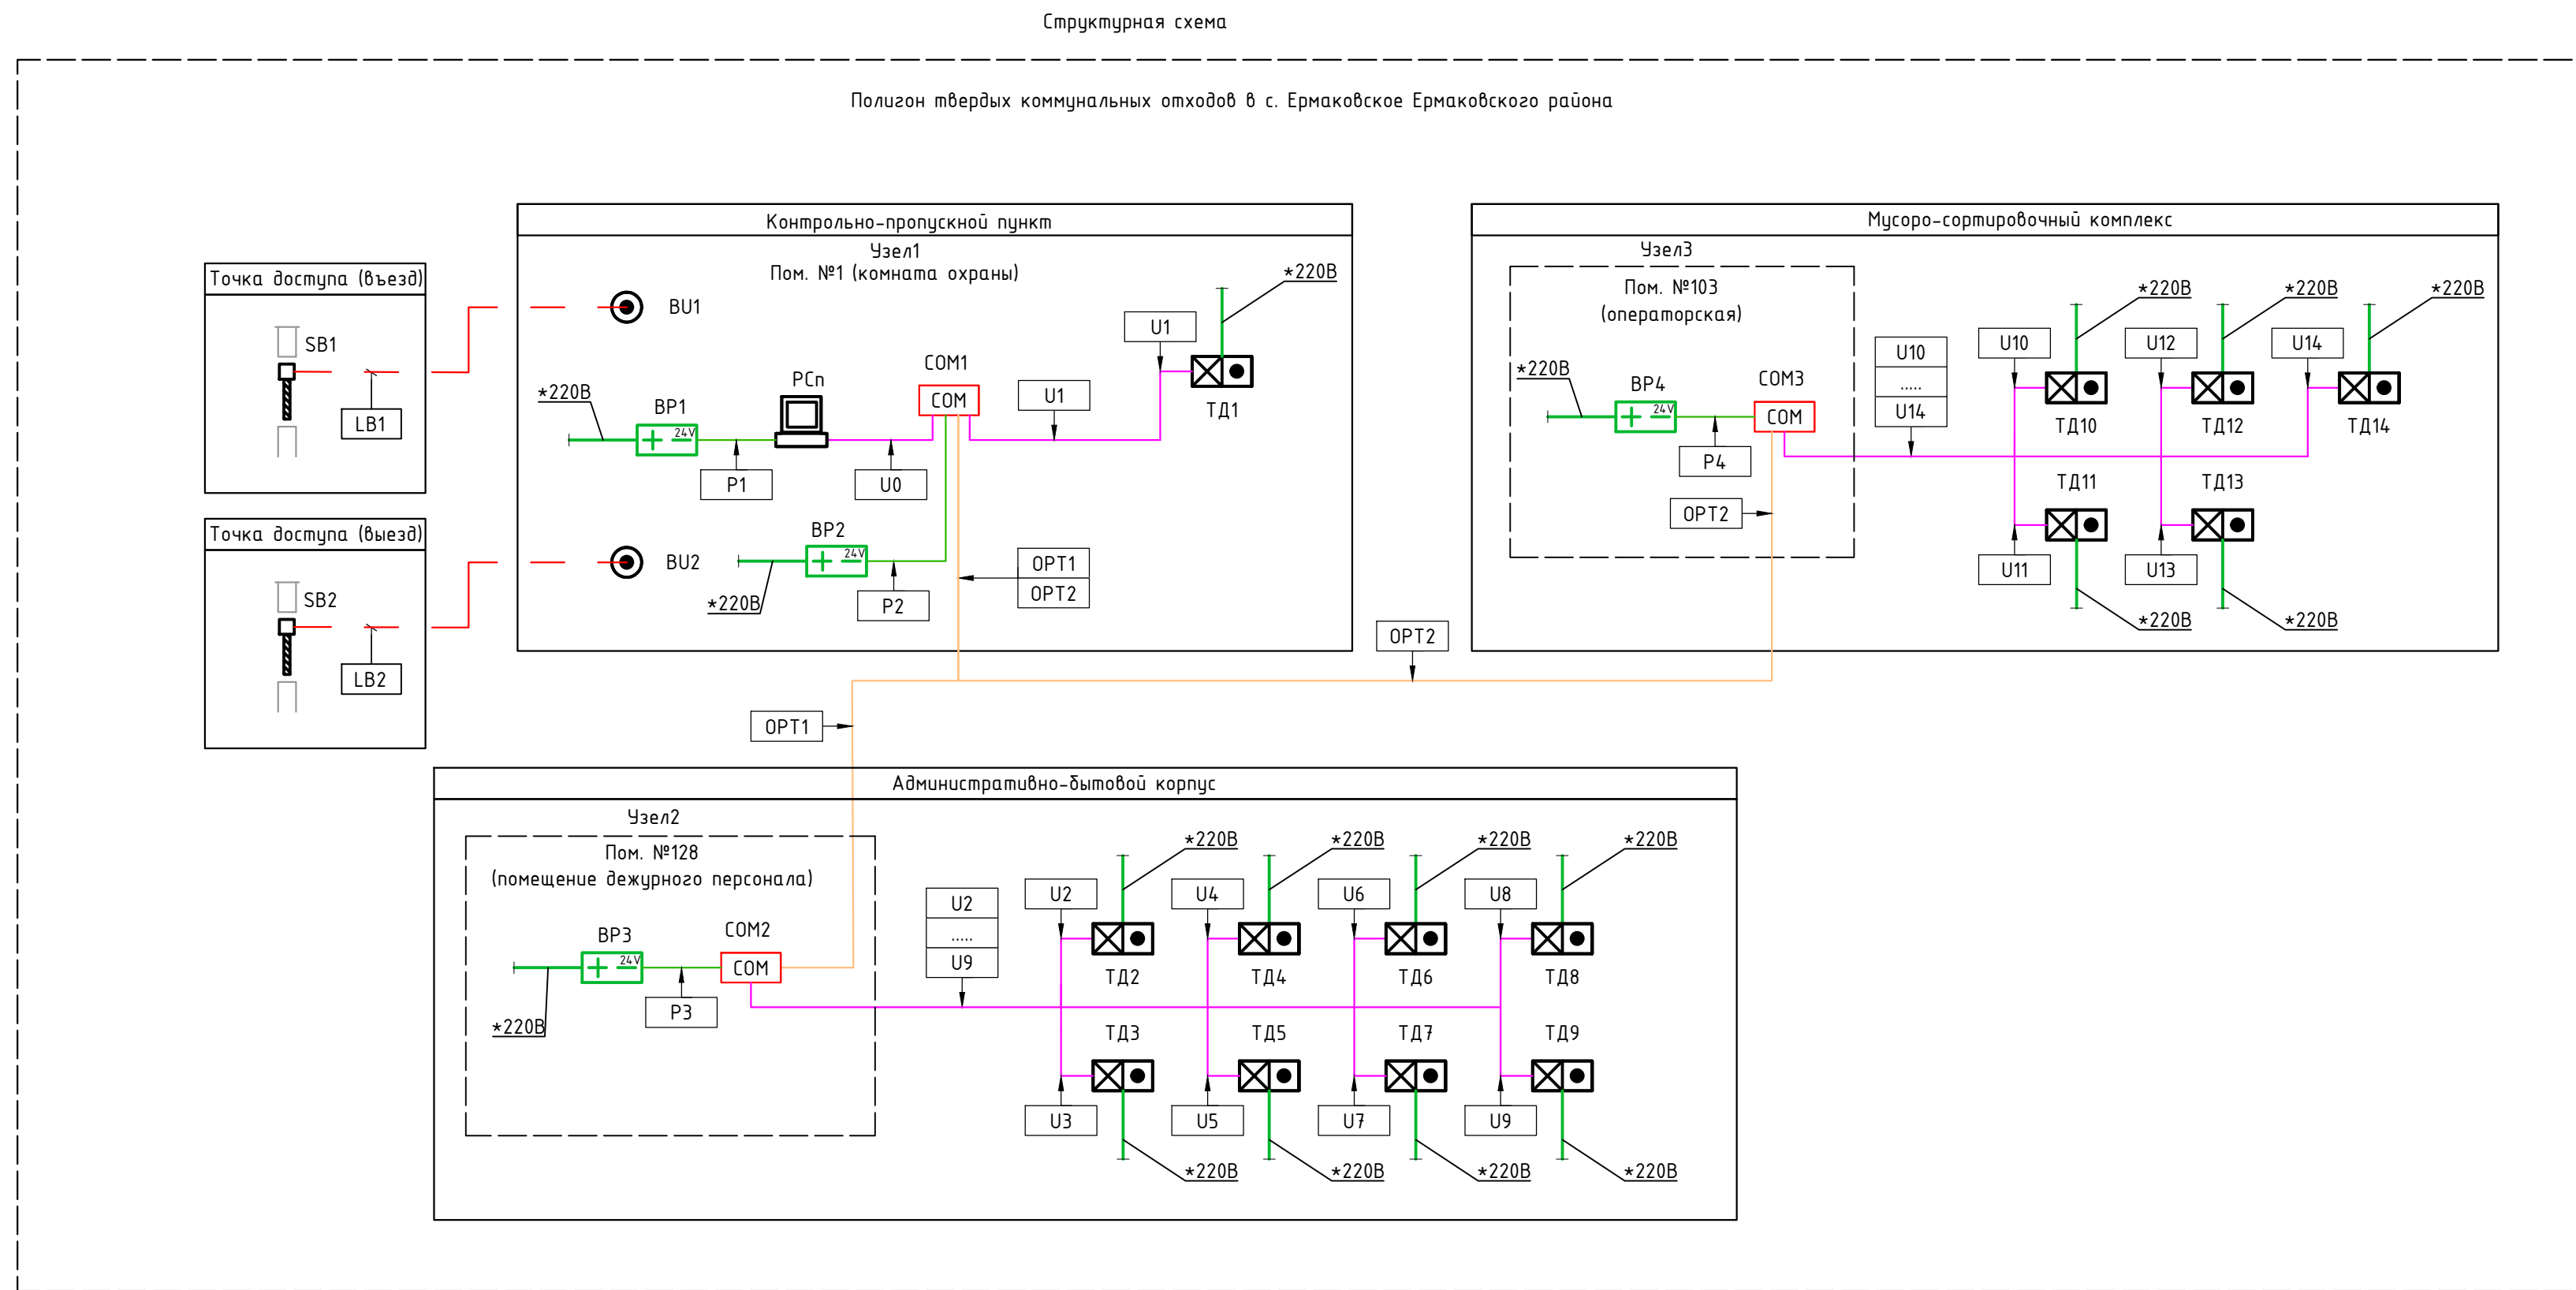 Структурная схема
Полигон твердых коммунальных отходов в с. Ермаковское Ермаковского района
Точка доступа (въезд)
SB1
LB1
Точка доступа (выезд)
SB2
LB2
Контрольно-пропускной пункт
Узел1
Пом. №1 (комната охраны)
*220В
BU1
U1
COM1
PCn
COM
U1
ТД1
*220В
BP1
24V
P1
U0
BP2
24V
BU2
*220В
P2
OPT1
OPT2
Мусоро-сортировочный комплекс
Узел3
Пом. №103
(операторская)
*220В
BP4
24V
COM3
COM
P4
OPT2
U10
.....
U14
*220В
*220В
*220В
U10
U12
U14
ТД10
ТД12
ТД14
ТД11
ТД13
U11
U13
*220В
*220В
OPT2
OPT1
Административно-бытовой корпус
Узел2
Пом. №128
(помещение дежурного персонала)
BP3
24V
COM2
COM
*220В
P3
U2
.....
U9
*220В
*220В
*220В
*220В
U2
U4
U6
U8
ТД2
ТД4
ТД6
ТД8
ТД3
ТД5
ТД7
ТД9
U3
U5
U7
U9
*220В
*220В
*220В
*220В